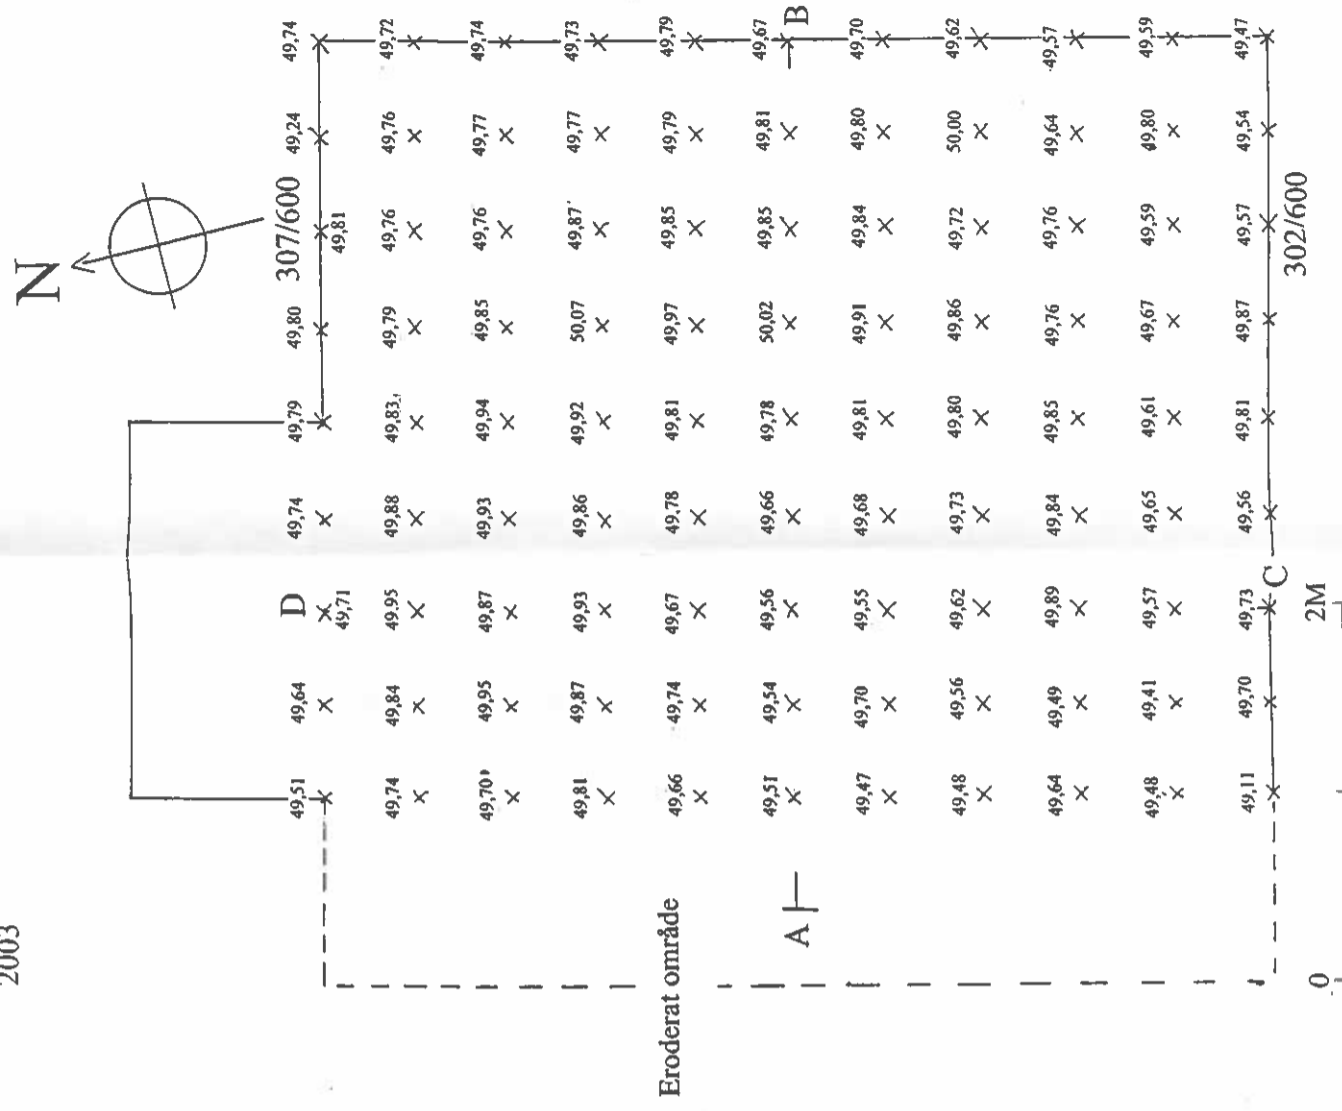 2003
N
D
307/600
49,51 49,64 49,71 49,74 49,79 49,80 49,81 49,24 49,74
49,74 49,84 49,95 49,88 49,83 49,79 49,76 49,76 49,72
49,70 49,95 49,87 49,93 49,94 49,85 49,76 49,77 49,74
49,81 49,87 49,93 49,86 49,92 50,07 49,87 49,77 49,73
Eroderat område
49,66 49,74 49,67 49,78 49,81 49,97 49,85 49,79 49,79
A
49,51 49,54 49,56 49,66 49,78 50,02 49,85 49,81 49,67
B
49,47 49,70 49,55 49,68 49,81 49,91 49,84 49,80 49,70
49,48 49,56 49,62 49,73 49,80 49,86 49,72 50,00 49,62
49,64 49,49 49,89 49,84 49,85 49,76 49,76 49,64 49,57
49,48 49,41 49,57 49,65 49,61 49,67 49,59 49,80 49,59
49,11 49,70 49,73 49,56 49,81 49,87 49,57 49,54 49,47
C
302/600
0 2M